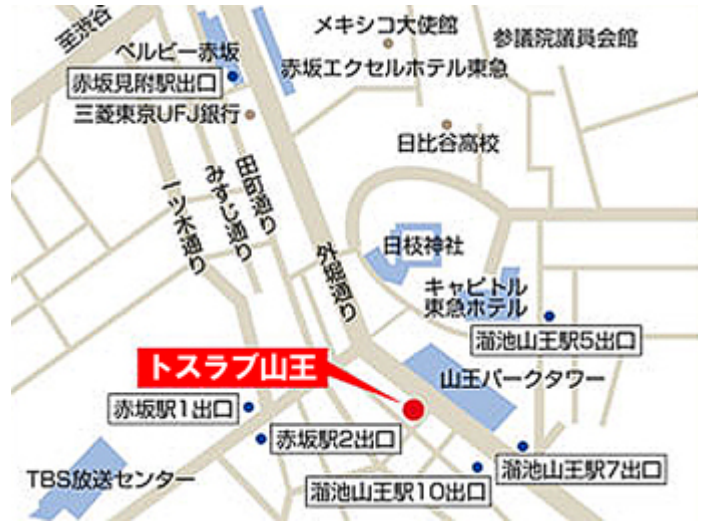 至渋谷
メキシコ大使館
参議院議員会館
ベルビー赤坂
赤坂エクセルホテル東急
赤坂見附駅出口
三菱東京UFJ銀行
日比谷高校
田町通り
みすじ通り
一ツ木通り
外堀通り
日枝神社
キャピトル
東急ホテル
溜池山王駅5出口
トスラブ山王
山王パークタワー
赤坂駅1出口
赤坂駅2出口
TBS放送センター
溜池山王駅10出口
溜池山王駅7出口